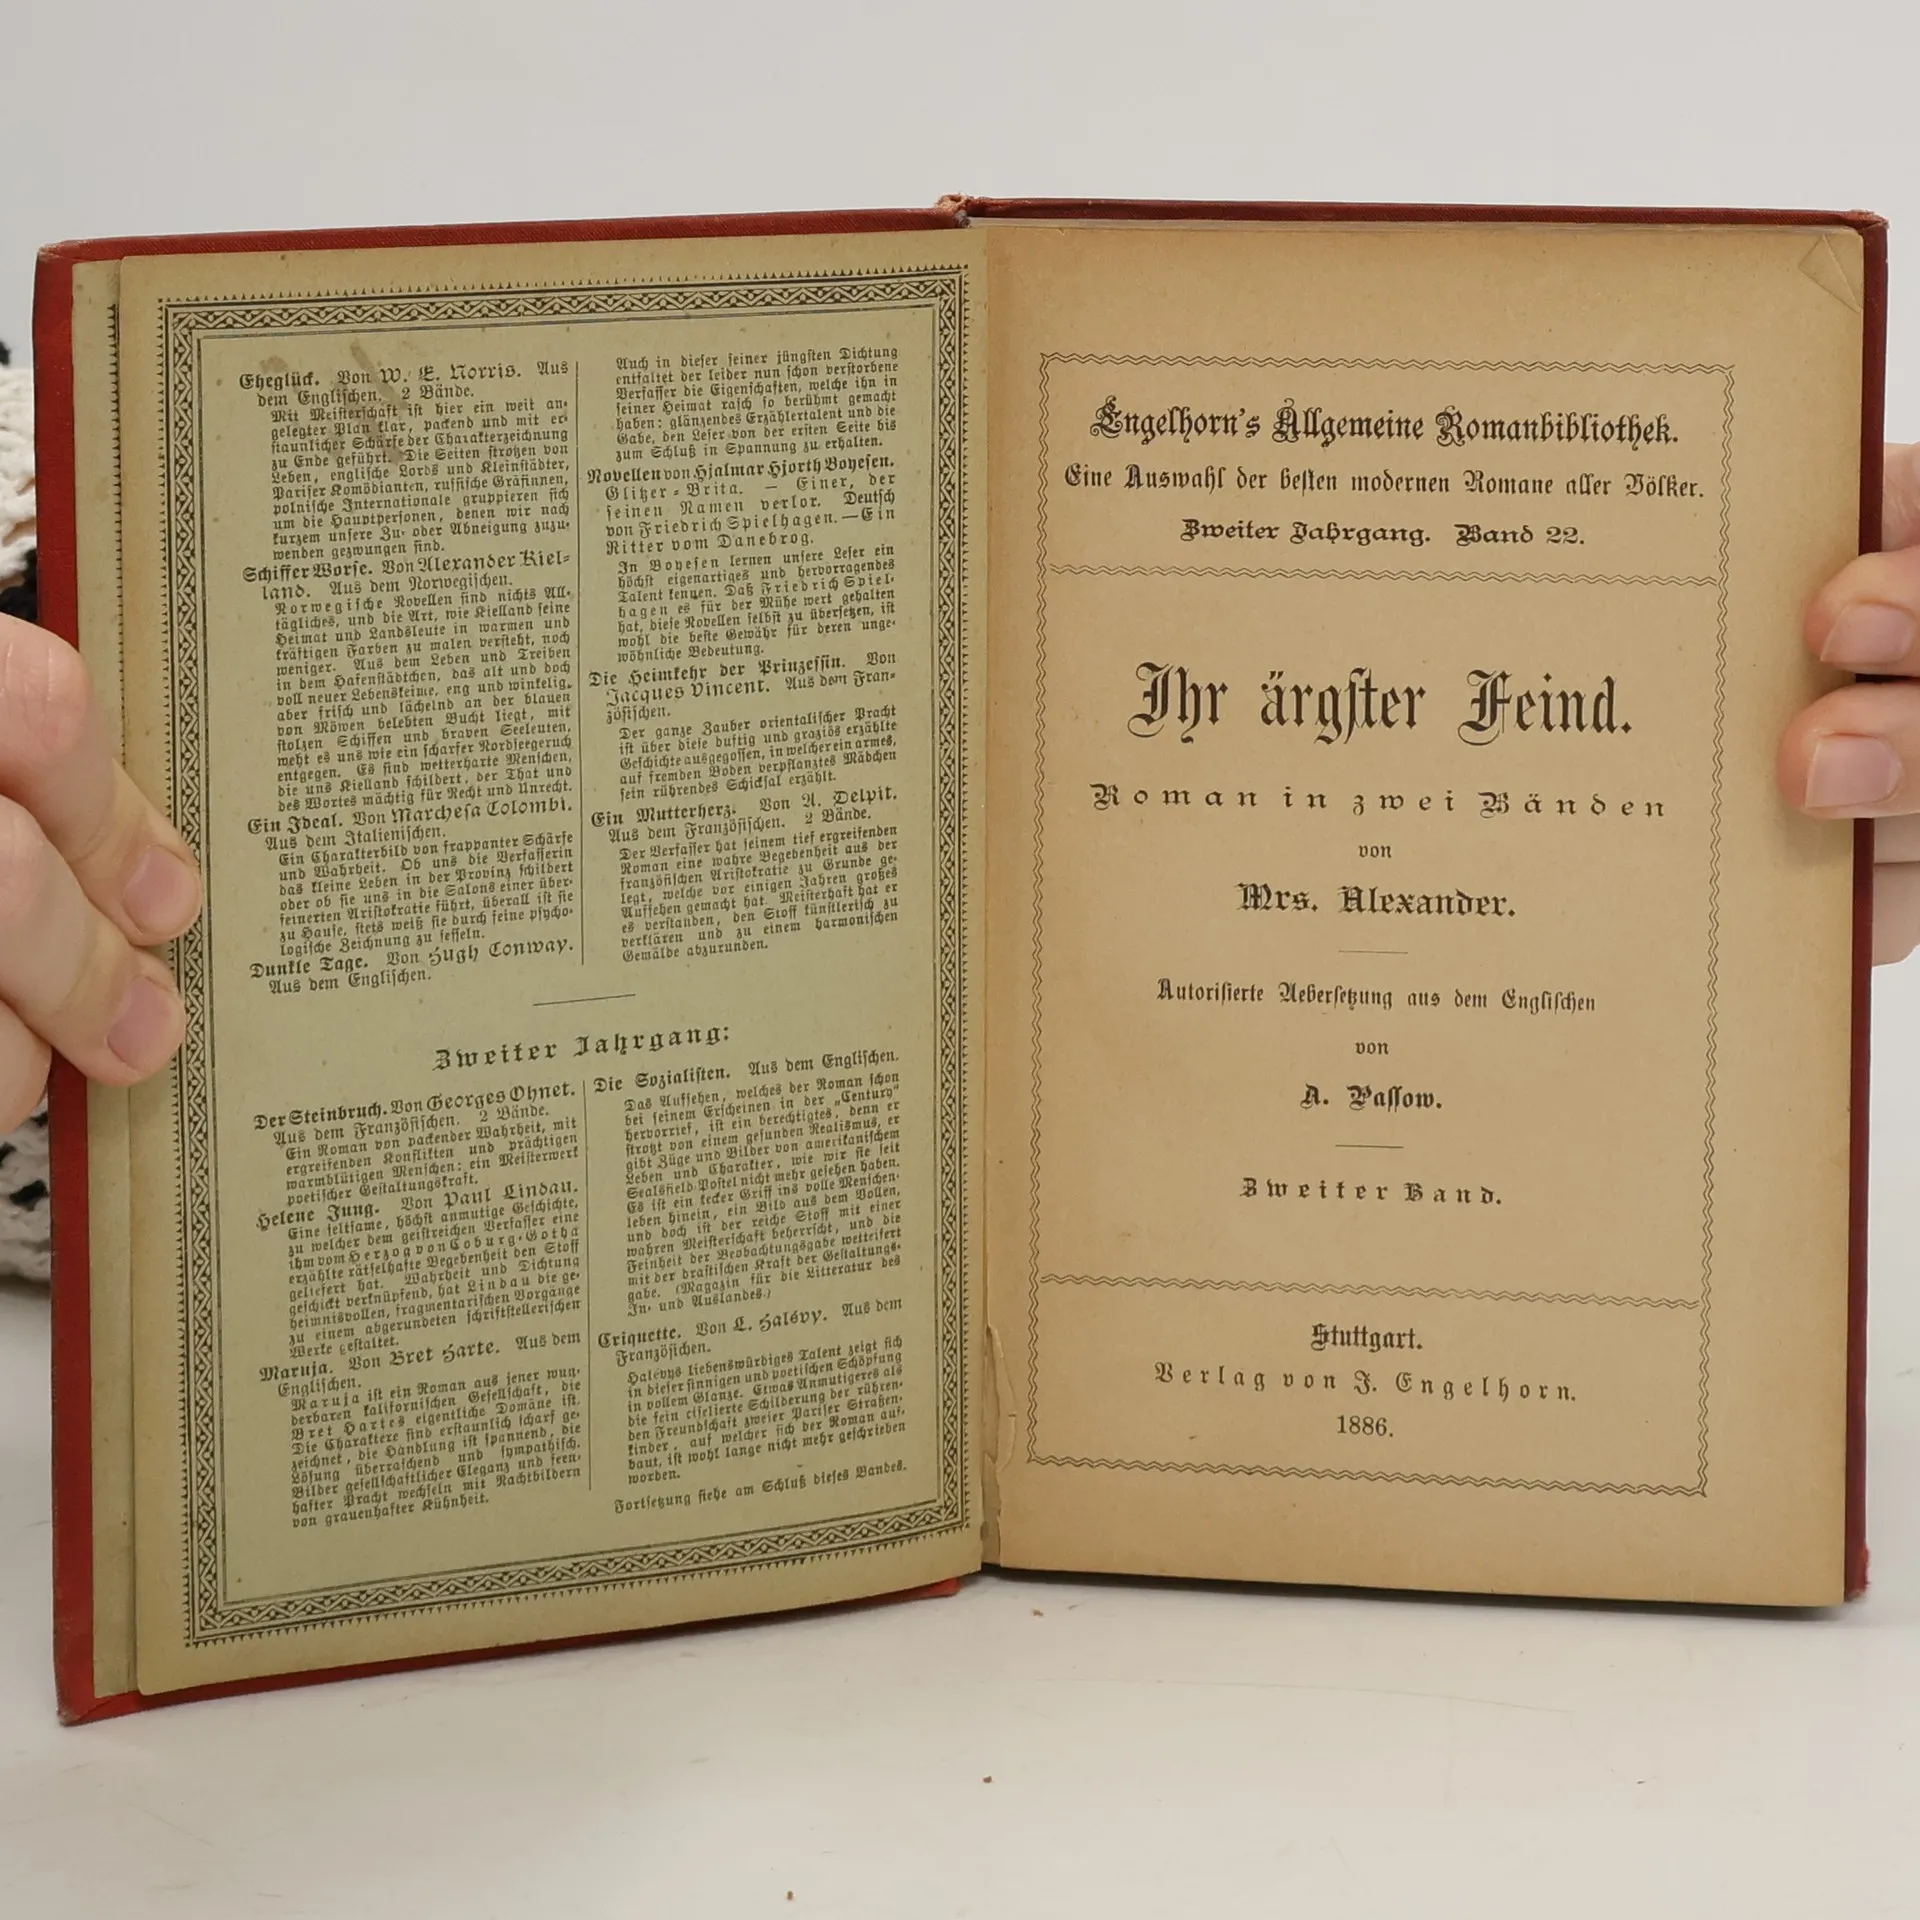 Eheglück. Von W. E. Norris. Aus
dem Englischen. 2 Bände.
Mit Meisterschaft ist hier ein weit an-
gelegter Plan klar, packend und mit er-
staunlicher Schärfe der Charakterzeichnung
zu Ende geführt. Die Seiten strotzen von
Leben, englische Lords und Kleinstädter,
Pariser Komödianten, russische Gräfinnen,
polnische Internationale gruppieren sich
um die Hauptpersonen, denen wir nach
kurzem unsere Zu- oder Abneigung zuzu-
wenden gezwungen sind.
Schiffer Worse. Von Alexander Kiel-
land. Aus dem Norwegischen.
Norwegische Novellen sind nichts All-
tägliches, und die Art, wie Kielland seine
Heimat und Landsleute in warmen und
kräftigen Farben zu malen versteht, noch
weniger. Aus dem Leben und Treiben
in dem Hafenstädtchen, das alt und doch
voll neuer Lebenskeime, eng und winkelig,
aber frisch und lächelnd an der blauen
von Möwen belebten Bucht liegt, mit
stolzen Schiffen und braven Seeleuten,
weht es uns wie ein scharfer Nordseegeruch
entgegen. Es sind wetterharte Menschen,
die uns Kielland schildert, der That und
des Wortes mächtig für Recht und Unrecht.
Ein Ideal. Von Marchesa Colombi.
Aus dem Italienischen.
Ein Charakterbild von frappanter Schärfe
und Wahrheit. Ob uns die Verfasserin
das kleine Leben in der Provinz schildert
oder ob sie uns in die Salons einer über-
feinerten Aristokratie führt, überall ist sie
zu Hause, stets weiß sie durch feine psycho-
logische Zeichnung zu fesseln.
Dunkle Tage. Von Hugh Conway.
Aus dem Englischen.
Auch in dieser seiner jüngsten Dichtung
entfaltet der leider nun schon verstorbene
Verfasser die Eigenschaften, welche ihn in
seiner Heimat rasch so berühmt gemacht
haben: glänzendes Erzählertalent und die
Gabe, den Leser von der ersten Seite bis
zum Schluß in Spannung zu erhalten.
Novellen von Hjalmar Hjorth Boyesen.
Glitzer-Brita. — Einer, der
seinen Namen verlor. Deutsch
von Friedrich Spielhagen. — Ein
Ritter vom Danebrog.
In Boyesen lernen unsere Leser ein
höchst eigenartiges und hervorragendes
Talent kennen. Daß Friedrich Spiel-
hagen es für der Mühe wert gehalten
hat, diese Novellen selbst zu übersetzen, ist
wohl die beste Gewähr für deren unge-
wöhnliche Bedeutung.
Die Heimkehr der Prinzessin. Von
Jacques Vincent. Aus dem Fran-
zösischen.
Der ganze Zauber orientalischer Pracht
ist über diese duftig und graziös erzählte
Geschichte ausgegossen, in welcher ein armes,
auf fremden Boden verpflanztes Mädchen
sein rührendes Schicksal erzählt.
Ein Mutterherz. Von A. Delpit.
Aus dem Französischen. 2 Bände.
Der Verfasser hat seinem tief ergreifenden
Roman eine wahre Begebenheit aus der
französischen Aristokratie zu Grunde ge-
legt, welche vor einigen Jahren großes
Aufsehen gemacht hat. Meisterhaft hat er
es verstanden, den Stoff künstlerisch zu
verklären und zu einem harmonischen
Gemälde abzurunden.
Zweiter Jahrgang:
Der Steinbruch. Von Georges Ohnet.
Aus dem Französischen. 2 Bände.
Ein Roman von packender Wahrheit, mit
ergreifenden Konflikten und prächtigen
warmblütigen Menschen; ein Meisterwerk
poetischer Gestaltungskraft.
Helene Jung. Von Paul Lindau.
Eine seltsame, höchst anmutige Geschichte,
zu welcher dem geistreichen Verfasser eine
ihm vom Herzog von Coburg-Gotha
erzählte rätselhafte Begebenheit den Stoff
geliefert hat. Wahrheit und Dichtung
geschickt verknüpfend, hat Lindau die ge-
heimnisvollen, fragmentarischen Vorgänge
zu einem abgerundeten schriftstellerischen
Werke gestaltet.
Maruja. Von Bret Harte. Aus dem
Englischen.
Maruja ist ein Roman aus jener wun-
derbaren kalifornischen Gesellschaft, die
Bret Hartes eigentliche Domäne ist.
Die Charaktere sind erstaunlich scharf ge-
zeichnet, die Handlung ist spannend, die
Lösung überraschend und sympathisch.
Bilder gesellschaftlicher Eleganz und feen-
hafter Pracht wechseln mit Nachtbildern
von grauenhafter Kühnheit.
Die Sozialisten. Aus dem Englischen.
Das Aufsehen, welches der Roman schon
bei seinem Erscheinen in der „Century“
hervorrief, ist ein berechtigtes, denn er
strotzt von einem gesunden Realismus, er
gibt Züge und Bilder von amerikanischem
Leben und Charakter, wie wir sie seit
Sealsfield-Postel nicht mehr gesehen haben.
Es ist ein kecker Griff ins volle Menschen-
leben hinein, ein Bild aus dem Vollen,
und doch ist der reiche Stoff mit einer
wahren Meisterschaft beherrscht, und die
Feinheit der Beobachtungsgabe wetteifert
mit der drastischen Kraft der Gestaltungs-
gabe. (Magazin für die Litteratur des
In- und Auslandes.)
Criquette. Von L. Halévy. Aus dem
Französischen.
Halévys liebenswürdiges Talent zeigt sich
in dieser sinnigen und poetischen Schöpfung
in vollem Glanze. Etwas Anmutigeres als
die fein ciselierte Schilderung der rühren-
den Freundschaft zweier Pariser Straßen-
kinder, auf welcher sich der Roman auf-
baut, ist wohl lange nicht mehr geschrieben
worden.
Fortsetzung siehe am Schluß dieses Bandes.
Engelhorn's Allgemeine Romanbibliothek.
Eine Auswahl der besten modernen Romane aller Völker.
Zweiter Jahrgang. Band 22.
Ihr ärgster Feind.
Roman in zwei Bänden
von
Mrs. Alexander.
Autorisierte Uebersetzung aus dem Englischen
von
A. Passow.
Zweiter Band.
Stuttgart.
Verlag von J. Engelhorn.
1886.